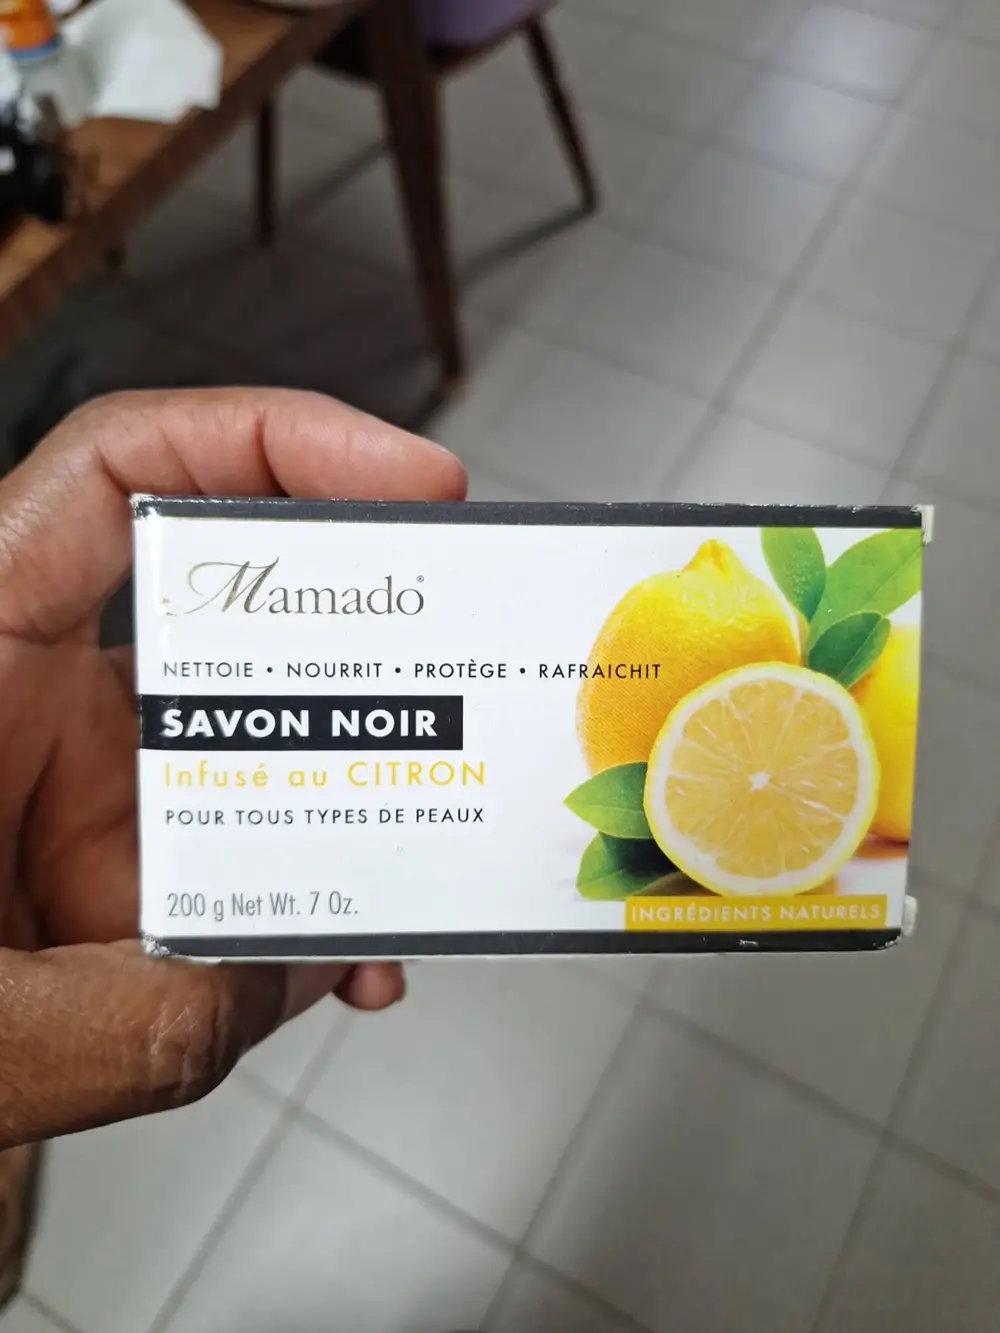 Mamado®
NETTOIE • NOURRIT • PROTÈGE • RAFRAICHIT
SAVON NOIR
Infusé au CITRON
POUR TOUS TYPES DE PEAUX
200 g Net Wt. 7 Oz.
INGRÉDIENTS NATURELS